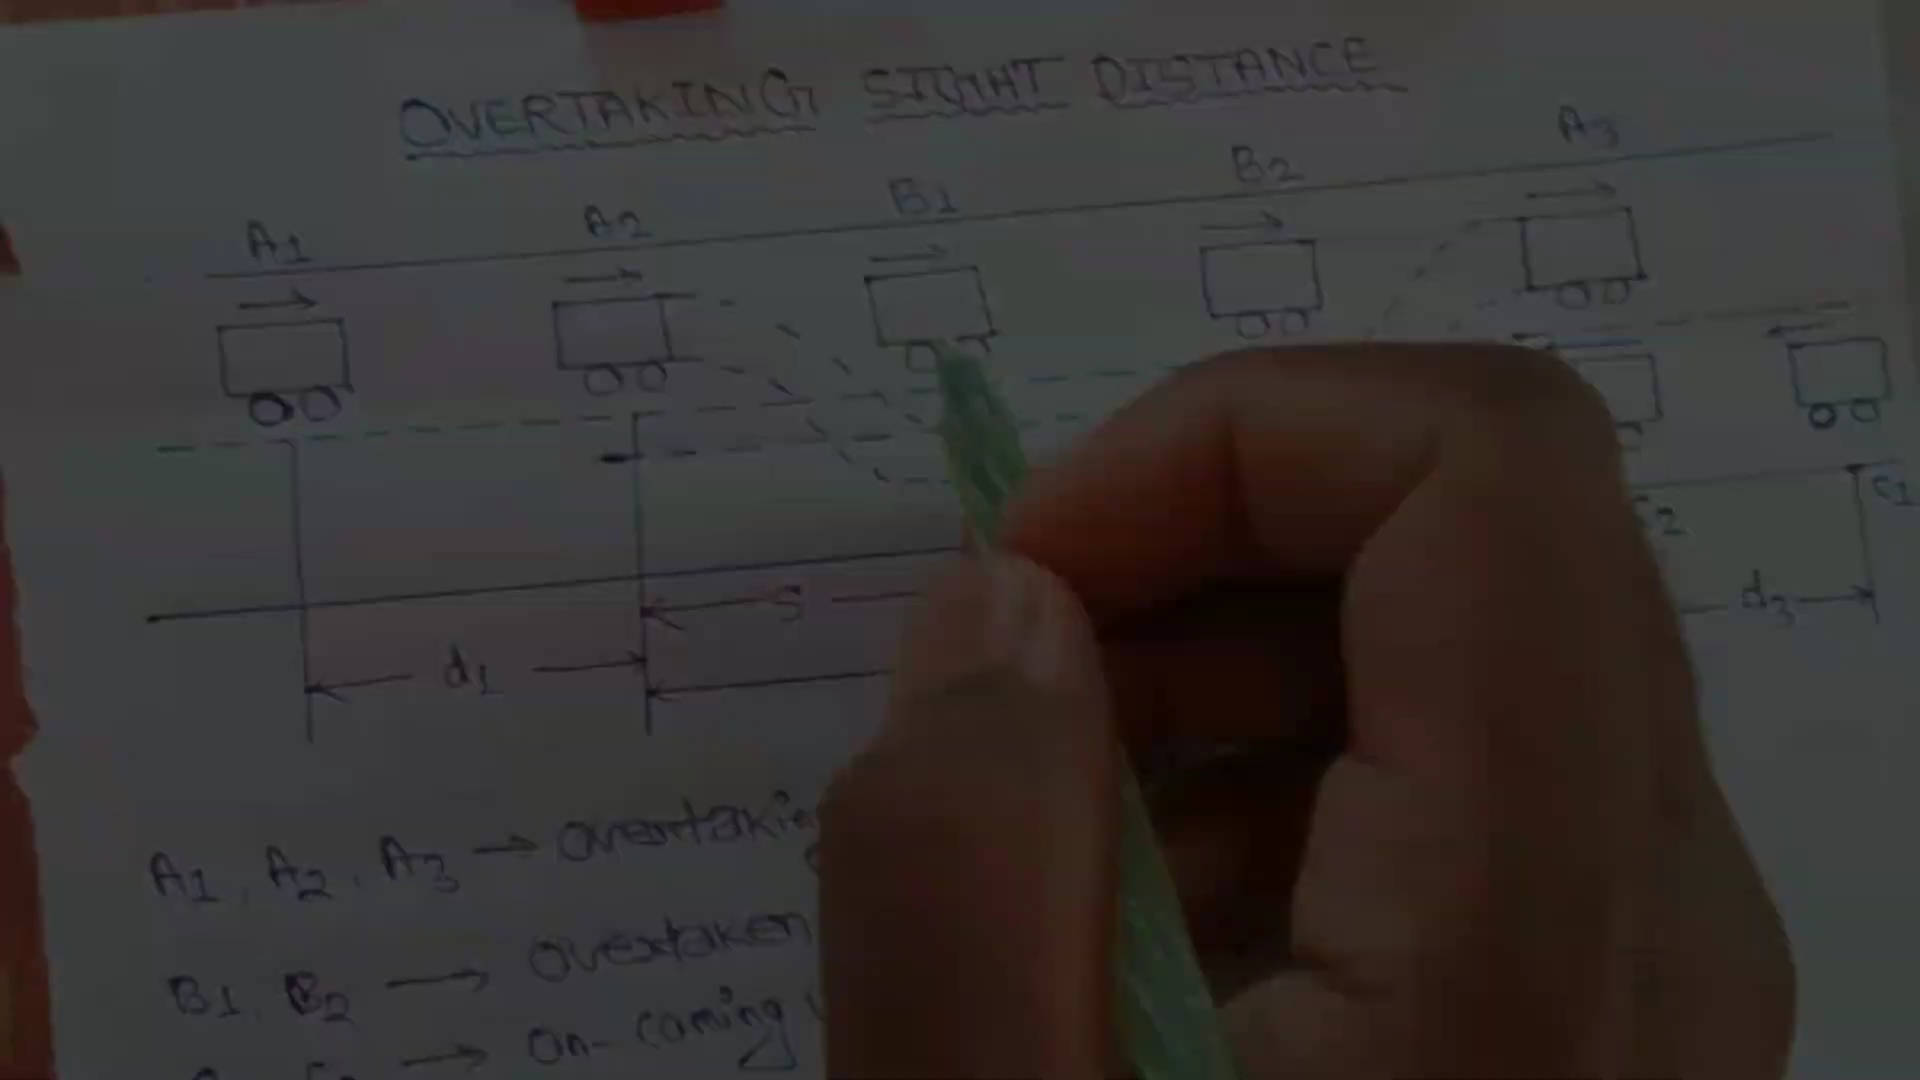 OVERTAKING SIGHT DISTANCE
A1 A2 B1 B2 A3
C2 C1
S d3
d1
A1, A2, A3 → overtakin
B1, B2 → overtaken
→ on-coming